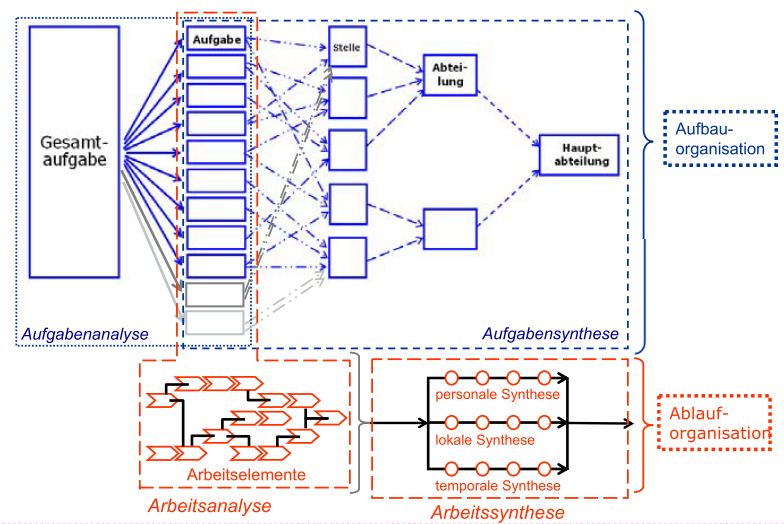 Gesamt-
aufgabe
Aufgabe
Stelle
Abtei-
lung
Haupt-
abteilung
Aufbau-
organisation
Aufgabenanalyse
Aufgabensynthese
Arbeitselemente
Arbeitsanalyse
personale Synthese
lokale Synthese
temporale Synthese
Arbeitssynthese
Ablauf-
organisation